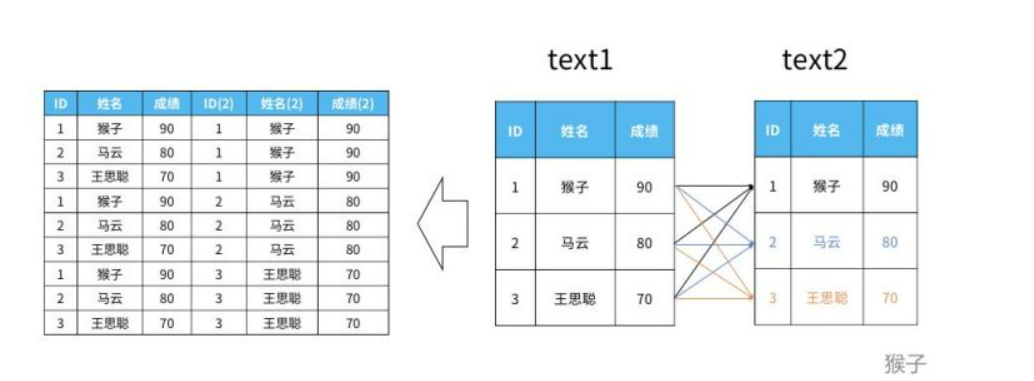 text1 text2
ID 姓名 成绩 ID(2) 姓名(2) 成绩(2)
1 猴子 90 1 猴子 90
2 马云 80 1 猴子 90
3 王思聪 70 1 猴子 90
1 猴子 90 2 马云 80
2 马云 80 2 马云 80
3 王思聪 70 2 马云 80
1 猴子 90 3 王思聪 70
2 马云 80 3 王思聪 70
3 王思聪 70 3 王思聪 70
ID 姓名 成绩
1 猴子 90
2 马云 80
3 王思聪 70
ID 姓名 成绩
1 猴子 90
2 马云 80
3 王思聪 70
猴子